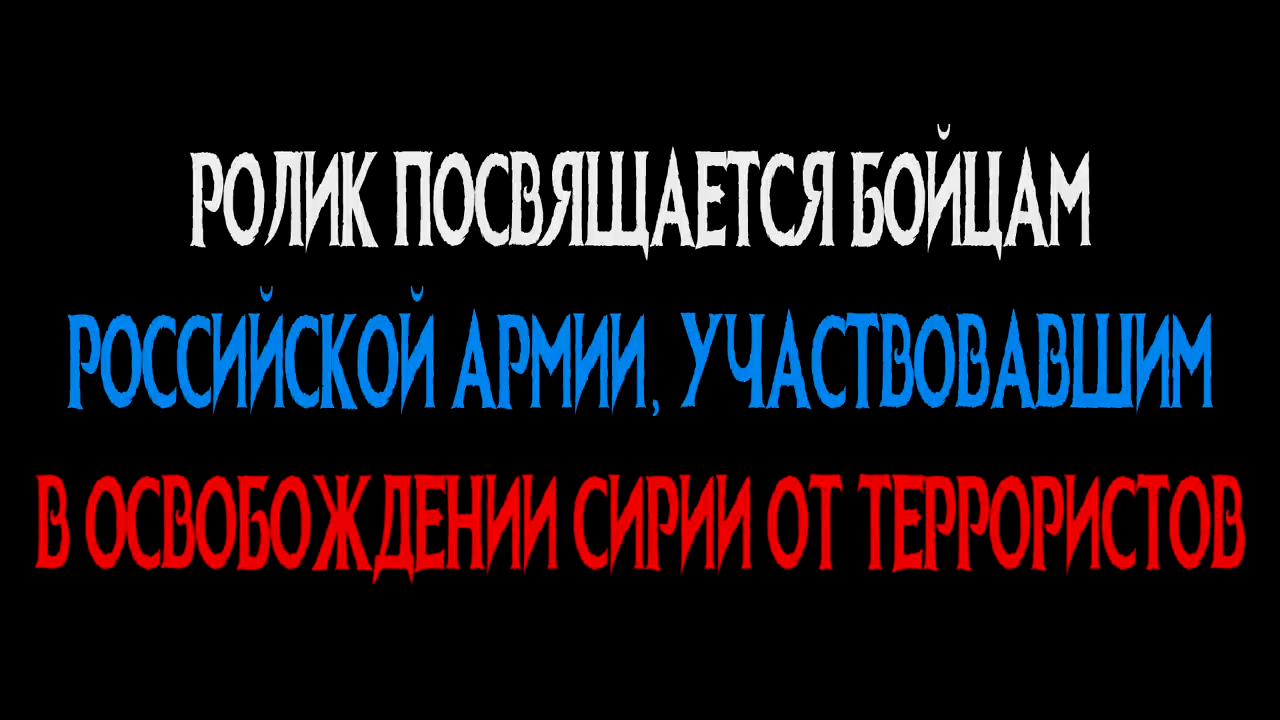 РОЛИК ПОСВЯЩАЕТСЯ БОЙЦАМ
РОССИЙСКОЙ АРМИИ, УЧАСТВОВАВШИМ
В ОСВОБОЖДЕНИИ СИРИИ ОТ ТЕРРОРИСТОВ